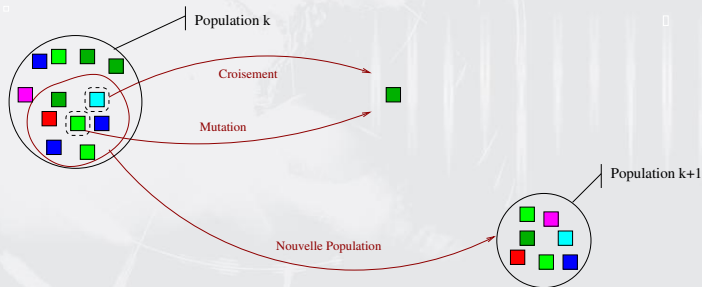 Population k
Croisement
Mutation
Population k+1
Nouvelle Population